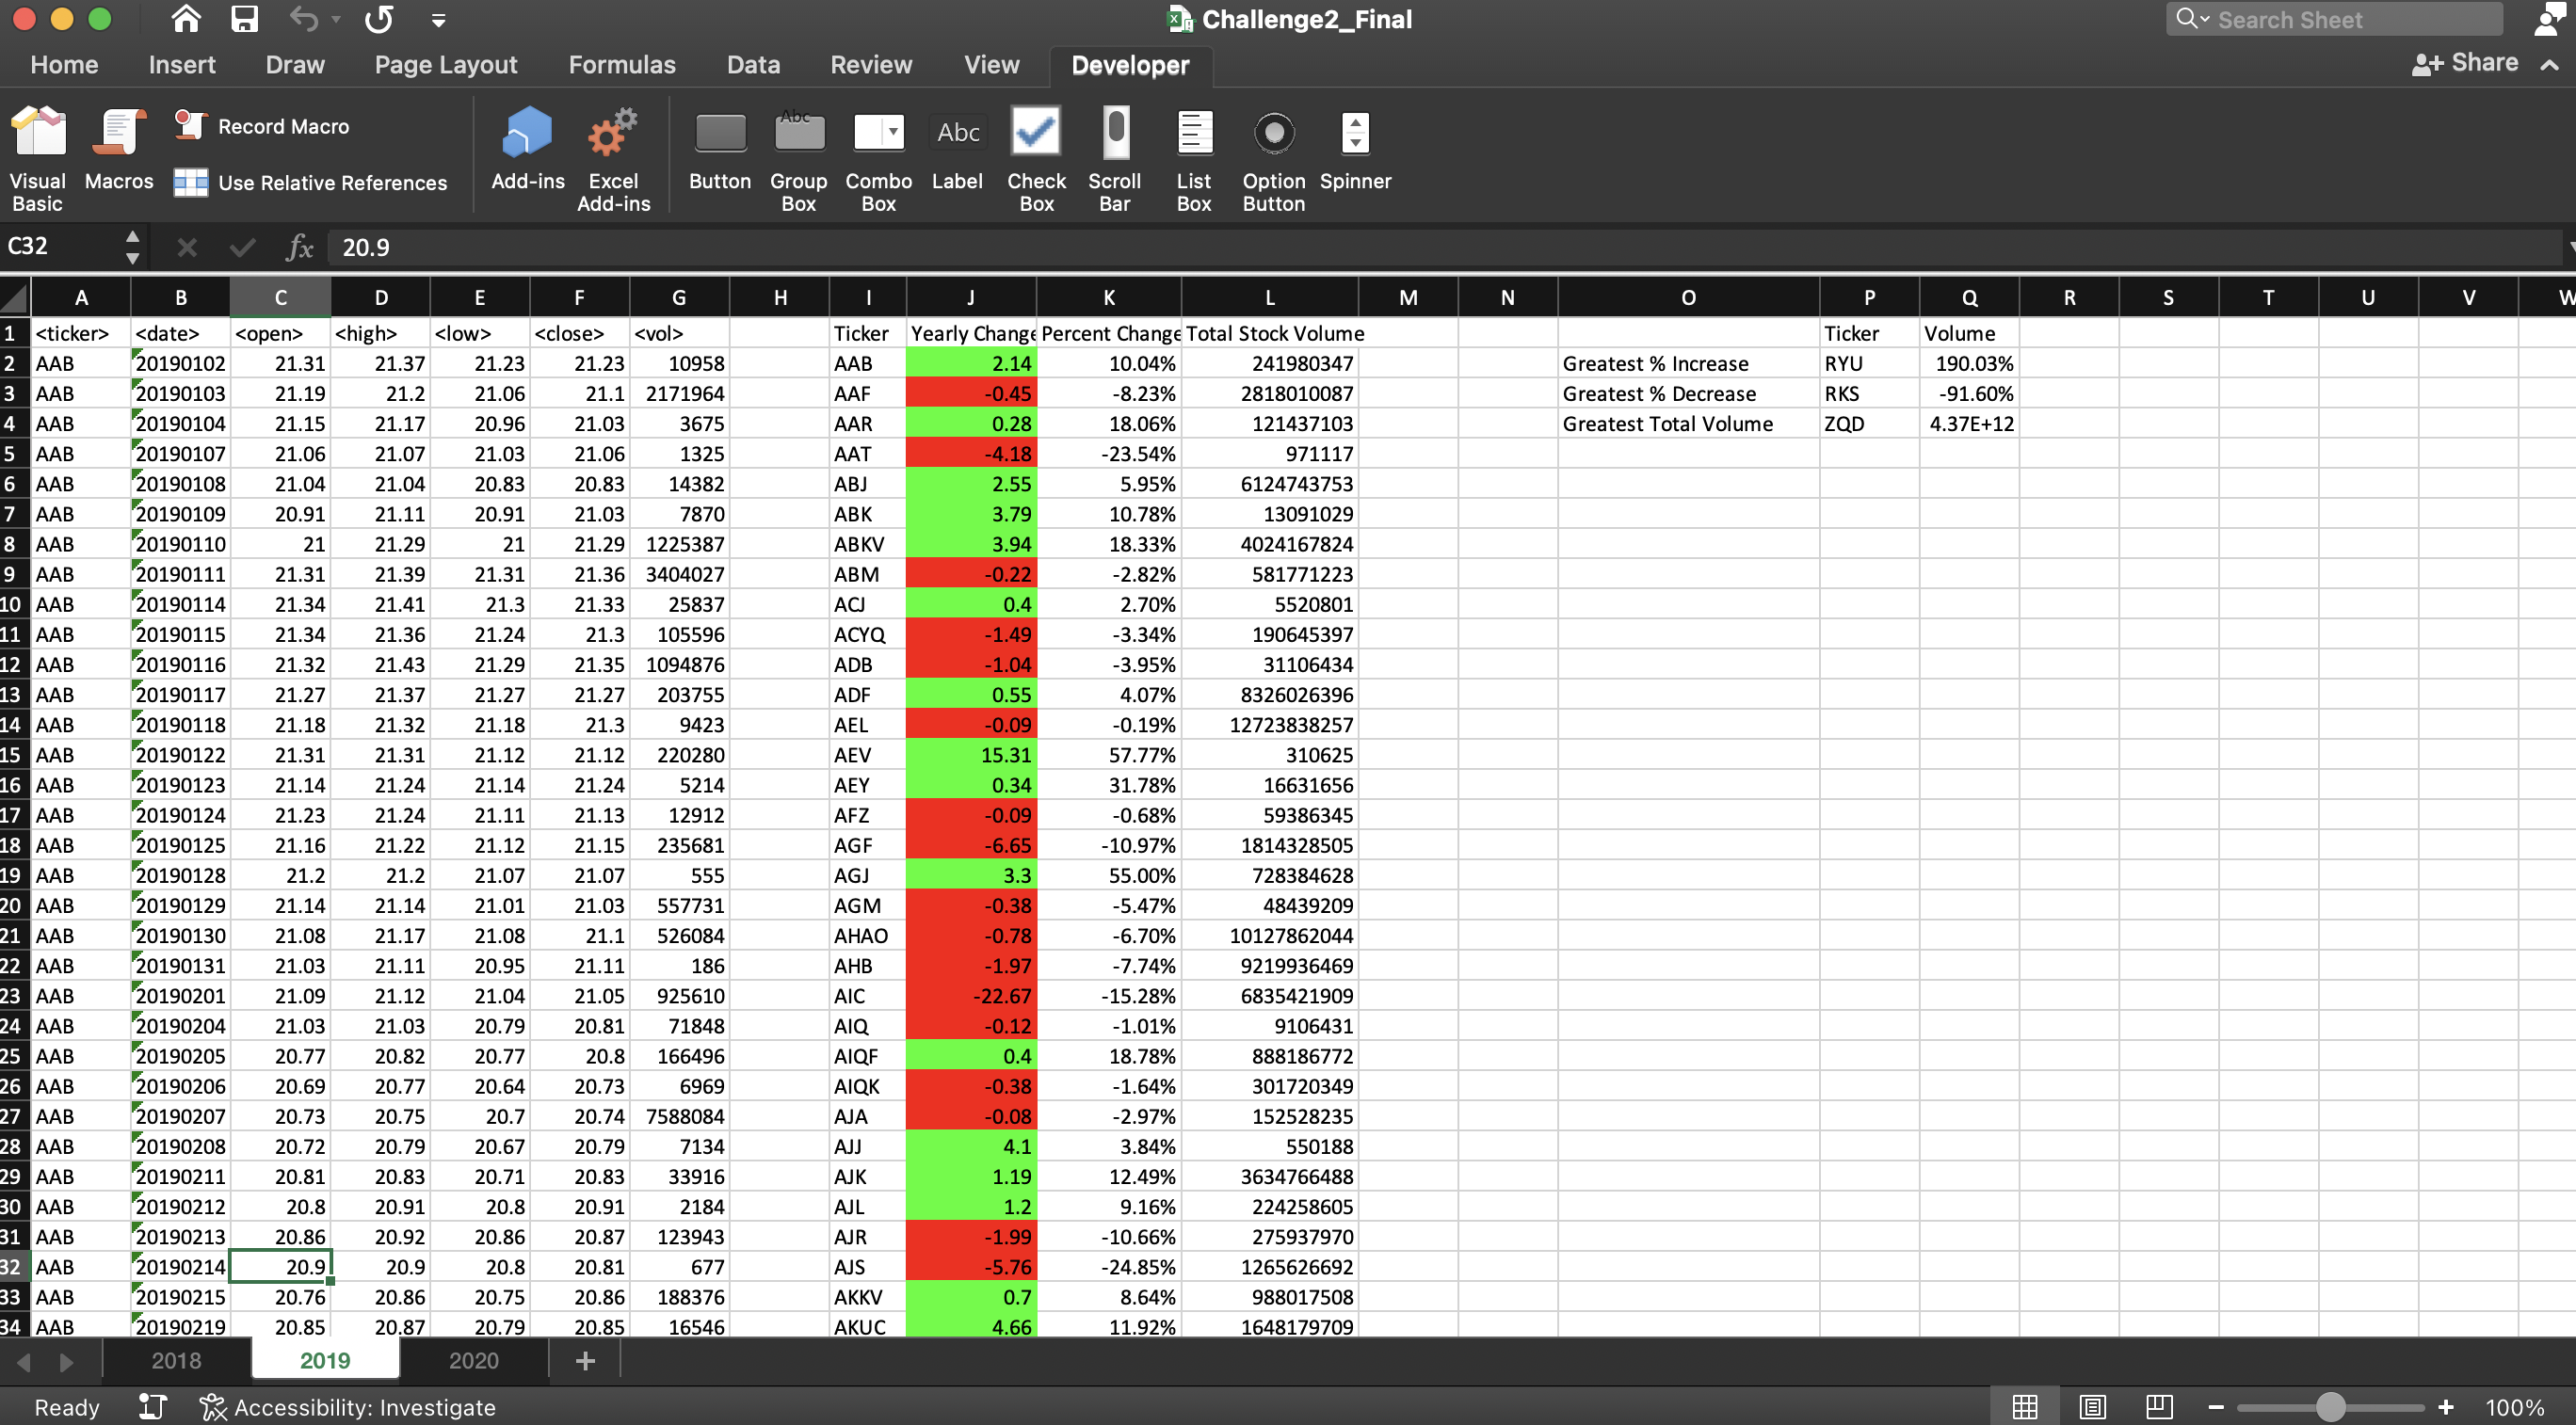 Challenge2_Final
Search Sheet
Home Insert Draw Page Layout Formulas Data Review View Developer Share
Visual Basic Macros Record Macro Use Relative References Add-ins Excel Add-ins Button Group Box Combo Box Label Check Box Scroll Bar List Box Option Button Spinner
Abc Abc
C32 fx 20.9
A B C D E F G H I J K L M N O P Q R S T U V W
1 <ticker> <date> <open> <high> <low> <close> <vol> Ticker Yearly Change Percent Change Total Stock Volume Ticker Volume
2 AAB 20190102 21.31 21.37 21.23 21.23 10958 AAB 2.14 10.04% 241980347 Greatest % Increase RYU 190.03%
3 AAB 20190103 21.19 21.2 21.06 21.1 2171964 AAF -0.45 -8.23% 2818010087 Greatest % Decrease RKS -91.60%
4 AAB 20190104 21.15 21.17 20.96 21.03 3675 AAR 0.28 18.06% 121437103 Greatest Total Volume ZQD 4.37E+12
5 AAB 20190107 21.06 21.07 21.03 21.06 1325 AAT -4.18 -23.54% 971117
6 AAB 20190108 21.04 21.04 20.83 20.83 14382 ABJ 2.55 5.95% 6124743753
7 AAB 20190109 20.91 21.11 20.91 21.03 7870 ABK 3.79 10.78% 13091029
8 AAB 20190110 21 21.29 21 21.29 1225387 ABKV 3.94 18.33% 4024167824
9 AAB 20190111 21.31 21.39 21.31 21.36 3404027 ABM -0.22 -2.82% 581771223
10 AAB 20190114 21.34 21.41 21.3 21.33 25837 ACJ 0.4 2.70% 5520801
11 AAB 20190115 21.34 21.36 21.24 21.3 105596 ACYQ -1.49 -3.34% 190645397
12 AAB 20190116 21.32 21.43 21.29 21.35 1094876 ADB -1.04 -3.95% 31106434
13 AAB 20190117 21.27 21.37 21.27 21.27 203755 ADF 0.55 4.07% 8326026396
14 AAB 20190118 21.18 21.32 21.18 21.3 9423 AEL -0.09 -0.19% 12723838257
15 AAB 20190122 21.31 21.31 21.12 21.12 220280 AEV 15.31 57.77% 310625
16 AAB 20190123 21.14 21.24 21.14 21.24 5214 AEY 0.34 31.78% 16631656
17 AAB 20190124 21.23 21.24 21.11 21.13 12912 AFZ -0.09 -0.68% 59386345
18 AAB 20190125 21.16 21.22 21.12 21.15 235681 AGF -6.65 -10.97% 1814328505
19 AAB 20190128 21.2 21.2 21.07 21.07 555 AGJ 3.3 55.00% 728384628
20 AAB 20190129 21.14 21.14 21.01 21.03 557731 AGM -0.38 -5.47% 48439209
21 AAB 20190130 21.08 21.17 21.08 21.1 526084 AHAO -0.78 -6.70% 10127862044
22 AAB 20190131 21.03 21.11 20.95 21.11 186 AHB -1.97 -7.74% 9219936469
23 AAB 20190201 21.09 21.12 21.04 21.05 925610 AIC -22.67 -15.28% 6835421909
24 AAB 20190204 21.03 21.03 20.79 20.81 71848 AIQ -0.12 -1.01% 9106431
25 AAB 20190205 20.77 20.82 20.77 20.8 166496 AIQF 0.4 18.78% 888186772
26 AAB 20190206 20.69 20.77 20.64 20.73 6969 AIQK -0.38 -1.64% 301720349
27 AAB 20190207 20.73 20.75 20.7 20.74 7588084 AJA -0.08 -2.97% 152528235
28 AAB 20190208 20.72 20.79 20.67 20.79 7134 AJJ 4.1 3.84% 550188
29 AAB 20190211 20.81 20.83 20.71 20.83 33916 AJK 1.19 12.49% 3634766488
30 AAB 20190212 20.8 20.91 20.8 20.91 2184 AJL 1.2 9.16% 224258605
31 AAB 20190213 20.86 20.92 20.86 20.87 123943 AJR -1.99 -10.66% 275937970
32 AAB 20190214 20.9 20.9 20.8 20.81 677 AJS -5.76 -24.85% 1265626692
33 AAB 20190215 20.76 20.86 20.75 20.86 188376 AKKV 0.7 8.64% 988017508
34 AAB 20190219 20.85 20.87 20.79 20.85 16546 AKUC 4.66 11.92% 1648179709
2018 2019 2020 +
Ready Accessibility: Investigate 100%